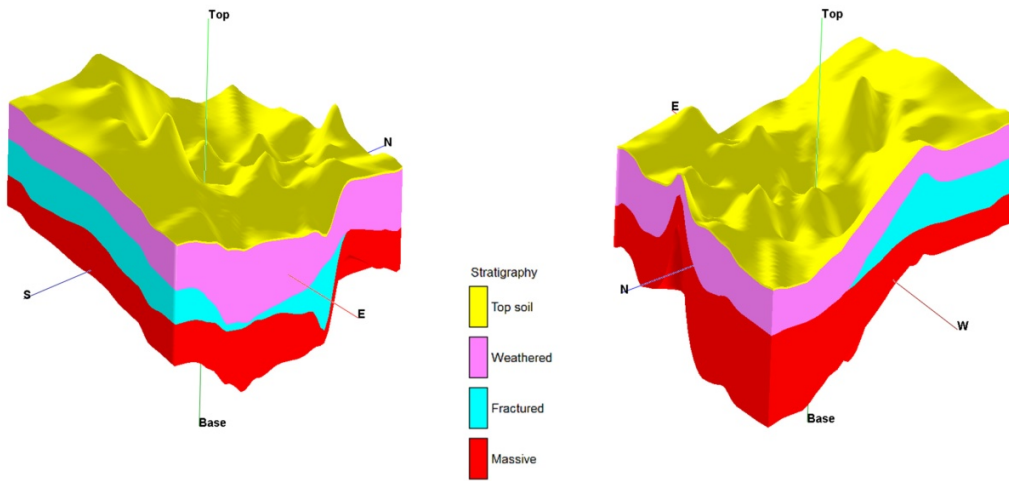 Top
N
S
E
Base
Stratigraphy
Top soil
Weathered
Fractured
Massive
Top
E
N
W
Base